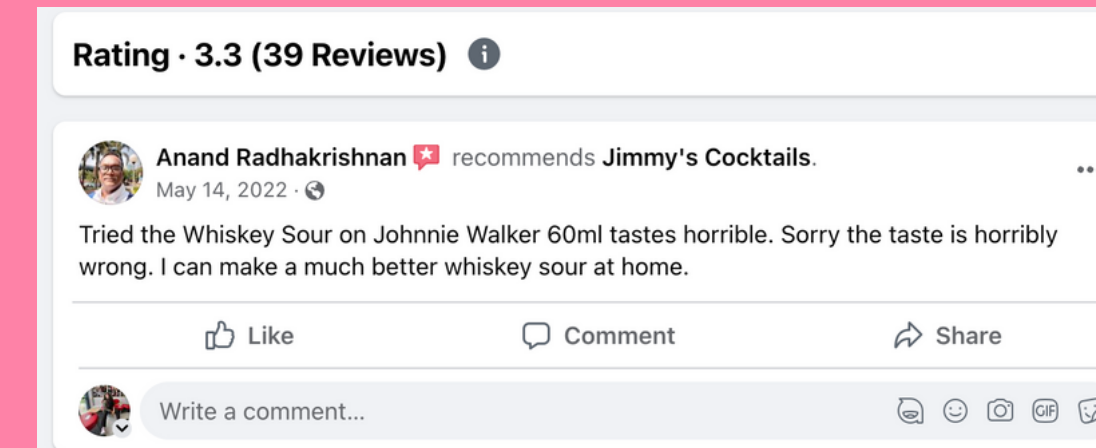 Rating · 3.3 (39 Reviews)
Anand Radhakrishnan recommends Jimmy's Cocktails.
May 14, 2022 ·
Tried the Whiskey Sour on Johnnie Walker 60ml tastes horrible. Sorry the taste is horribly
wrong. I can make a much better whiskey sour at home.
Like Comment Share
Write a comment... GIF